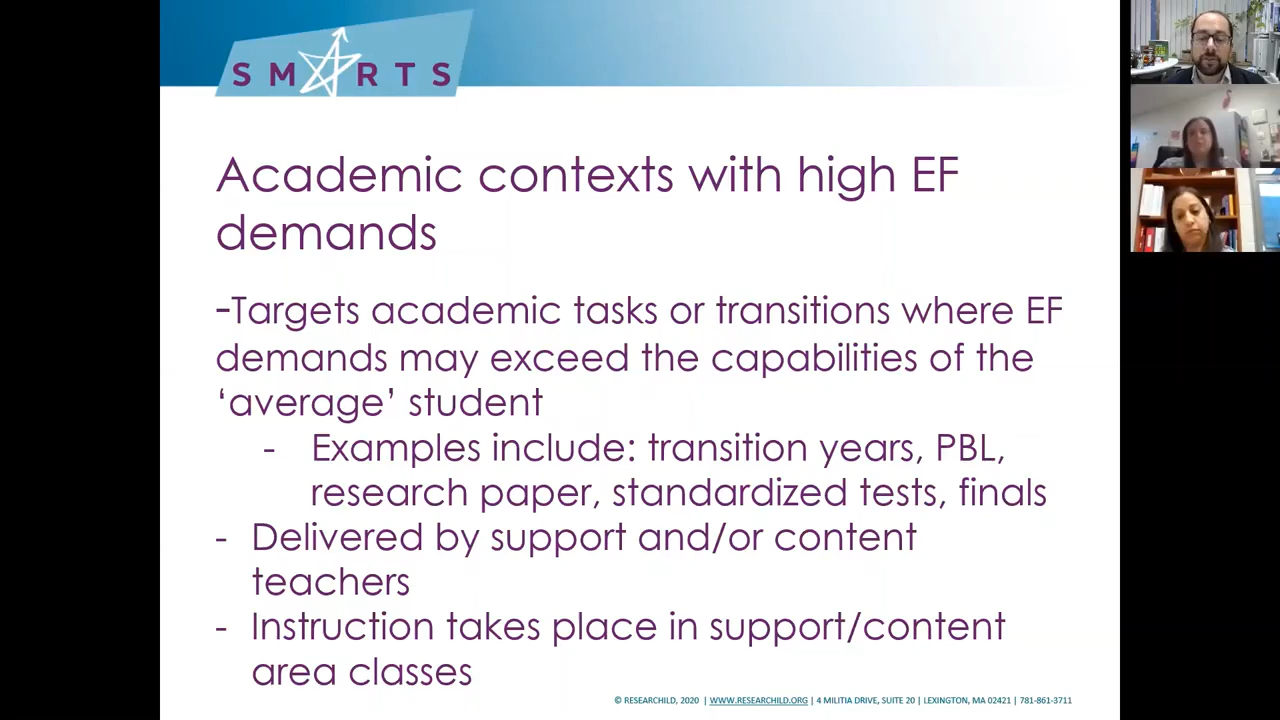 SMARTS
Academic contexts with high EF
demands
-Targets academic tasks or transitions where EF
demands may exceed the capabilities of the
‘average’ student
- Examples include: transition years, PBL,
research paper, standardized tests, finals
- Delivered by support and/or content
teachers
- Instruction takes place in support/content
area classes
© RESEARCHILD, 2020 | WWW.RESEARCHILD.ORG | 4 MILITIA DRIVE, SUITE 20 | LEXINGTON, MA 02421 | 781-861-3711